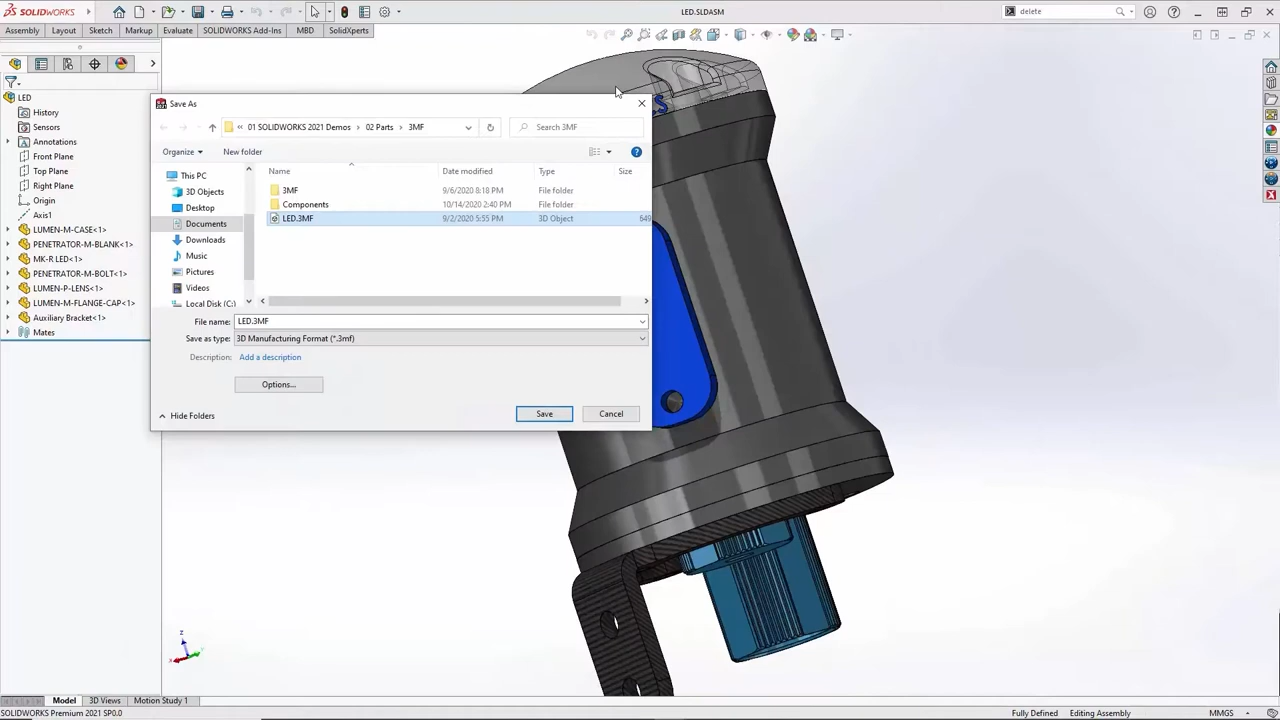 SOLIDWORKS
LED.SLDASM
delete
Assembly
Layout
Sketch
Markup
Evaluate
SOLIDWORKS Add-Ins
MBD
SolidXperts
LED
History
Sensors
Annotations
Front Plane
Top Plane
Right Plane
Origin
Axis1
LUMEN-M-CASE<1>
PENETRATOR-M-BLANK<1>
MK-R LED<1>
PENETRATOR-M-BOLT<1>
LUMEN-P-LENS<1>
LUMEN-M-FLANGE-CAP<1>
Auxiliary Bracket<1>
Mates
Save As
« 01 SOLIDWORKS 2021 Demos > 02 Parts > 3MF
Search 3MF
Organize
New folder
This PC
3D Objects
Desktop
Documents
Downloads
Music
Pictures
Videos
Local Disk (C:)
Name Date modified Type Size
3MF 9/6/2020 8:18 PM File folder
Components 10/14/2020 2:40 PM File folder
LED.3MF 9/2/2020 5:55 PM 3D Object 649
File name: LED.3MF
Save as type: 3D Manufacturing Format (*.3mf)
Description: Add a description
Options...
Hide Folders
Save
Cancel
S
z
x
Y
Model
3D Views
Motion Study 1
SOLIDWORKS Premium 2021 SP0.0
Fully Defined
Editing Assembly
MMGS